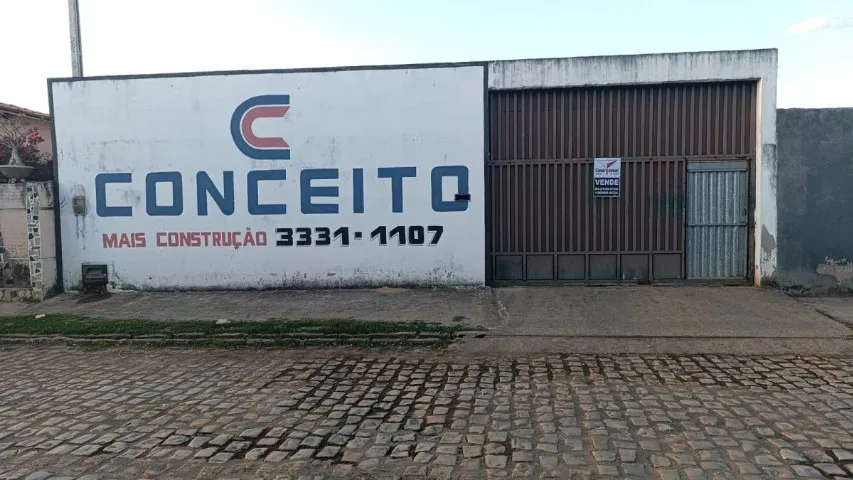 CONCEITO
MAIS CONSTRUÇÃO 3331-1107
VENDE